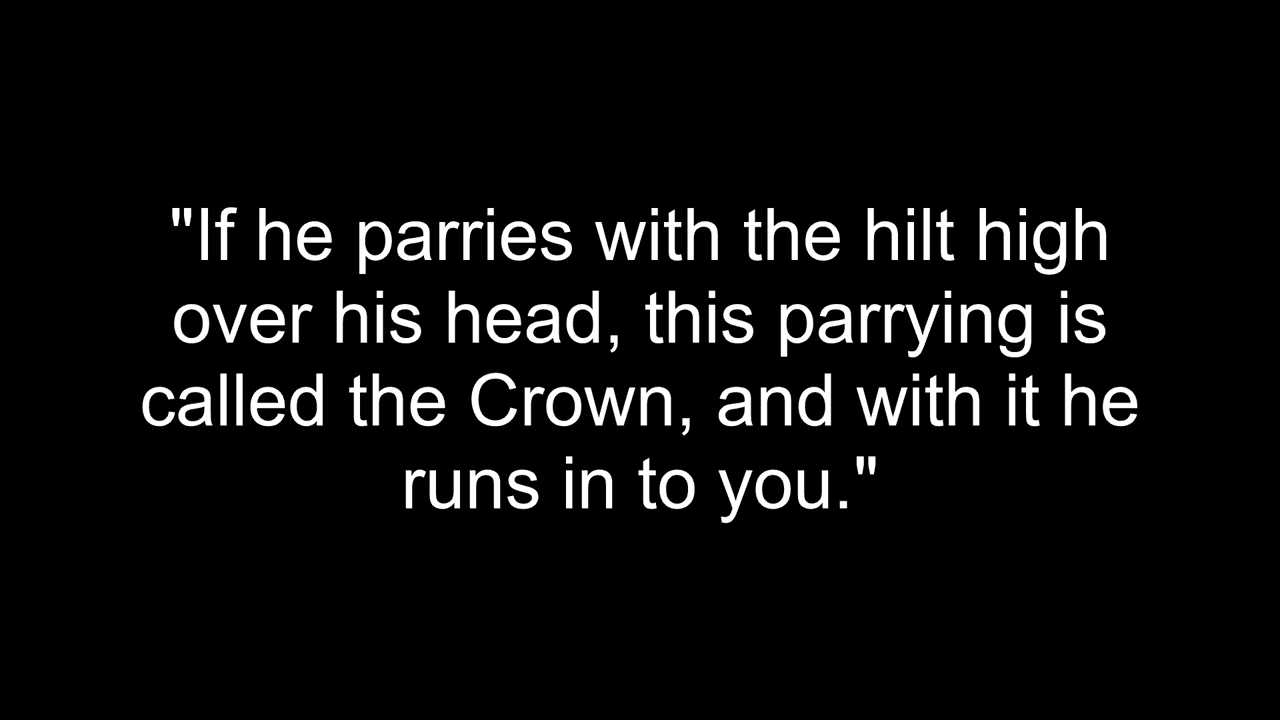 "If he parries with the hilt high
over his head, this parrying is
called the Crown, and with it he
runs in to you."